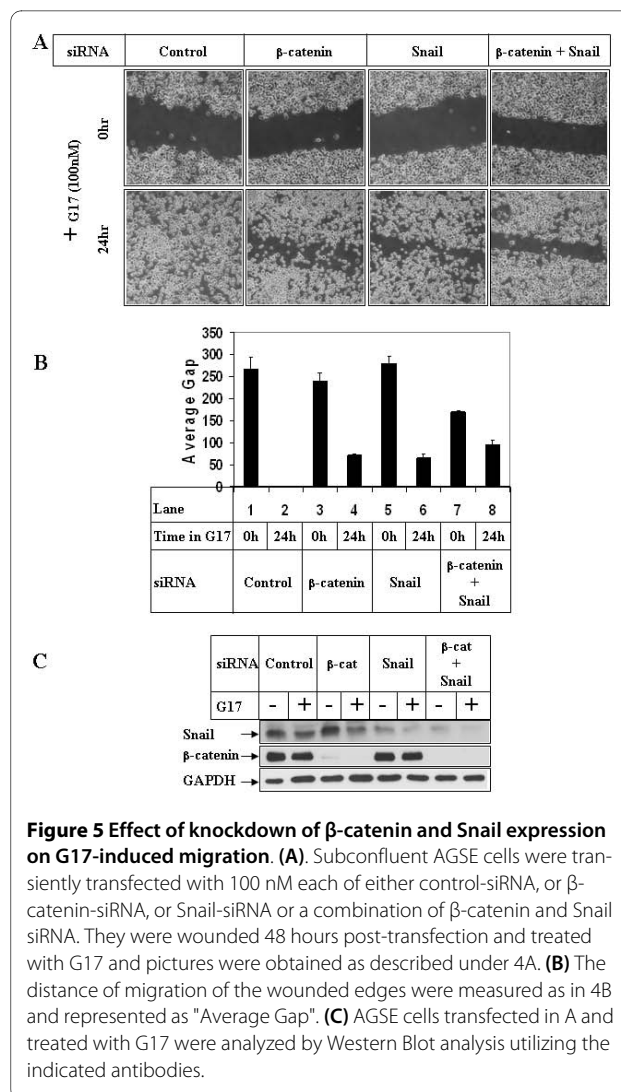 A
siRNA Control β-catenin Snail β-catenin + Snail
+ G17 (100nM)
0hr
24hr
B
Average Gap
350
300
250
200
150
100
50
0
Lane 1 2 3 4 5 6 7 8
Time in G17 0h 24h 0h 24h 0h 24h 0h 24h
siRNA Control β-catenin Snail β-catenin + Snail
C
siRNA Control β-cat Snail β-cat + Snail
G17 - + - + - + - +
Snail
β-catenin
GAPDH
Figure 5 Effect of knockdown of β-catenin and Snail expression
on G17-induced migration. (A). Subconfluent AGSE cells were tran-
siently transfected with 100 nM each of either control-siRNA, or β-
catenin-siRNA, or Snail-siRNA or a combination of β-catenin and Snail
siRNA. They were wounded 48 hours post-transfection and treated
with G17 and pictures were obtained as described under 4A. (B) The
distance of migration of the wounded edges were measured as in 4B
and represented as "Average Gap". (C) AGSE cells transfected in A and
treated with G17 were analyzed by Western Blot analysis utilizing the
indicated antibodies.